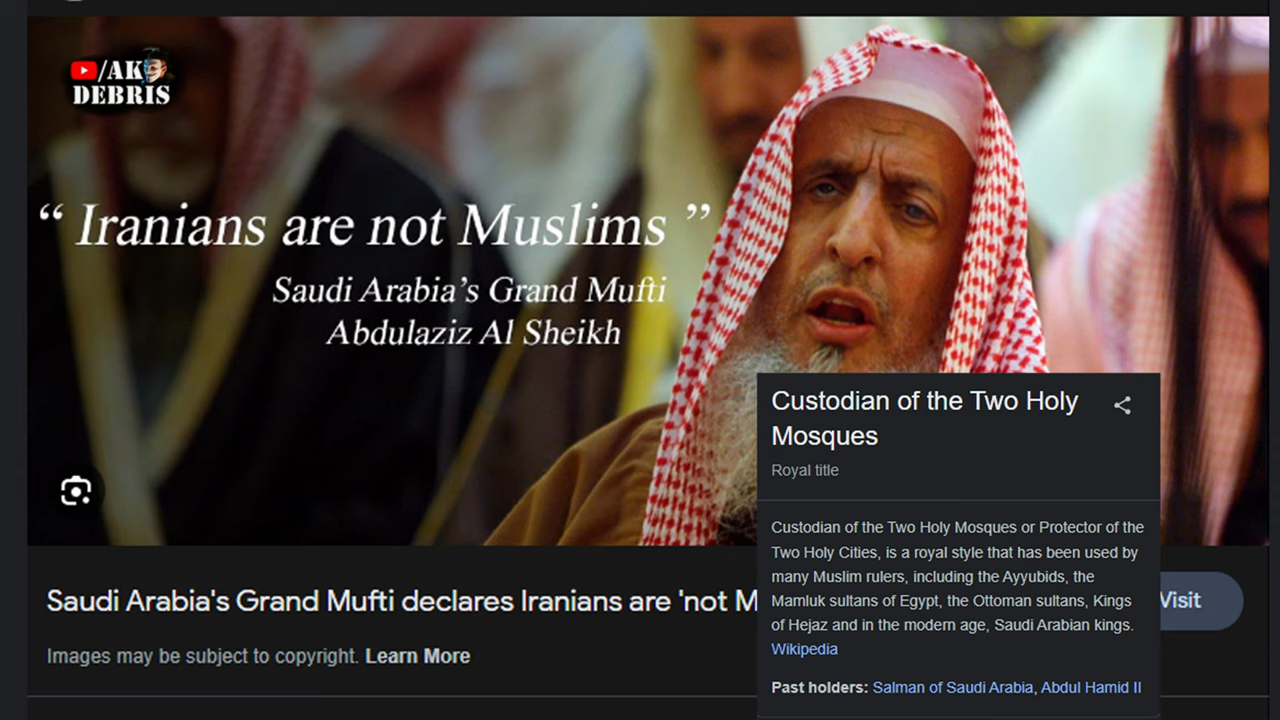 /AK
DEBRIS
“ Iranians are not Muslims ”
Saudi Arabia’s Grand Mufti
Abdulaziz Al Sheikh
Custodian of the Two Holy
Mosques
Royal title
Custodian of the Two Holy Mosques or Protector of the
Two Holy Cities, is a royal style that has been used by
many Muslim rulers, including the Ayyubids, the
Mamluk sultans of Egypt, the Ottoman sultans, Kings
of Hejaz and in the modern age, Saudi Arabian kings.
Wikipedia
Past holders: Salman of Saudi Arabia, Abdul Hamid II
Saudi Arabia's Grand Mufti declares Iranians are 'not M
Visit
Images may be subject to copyright. Learn More